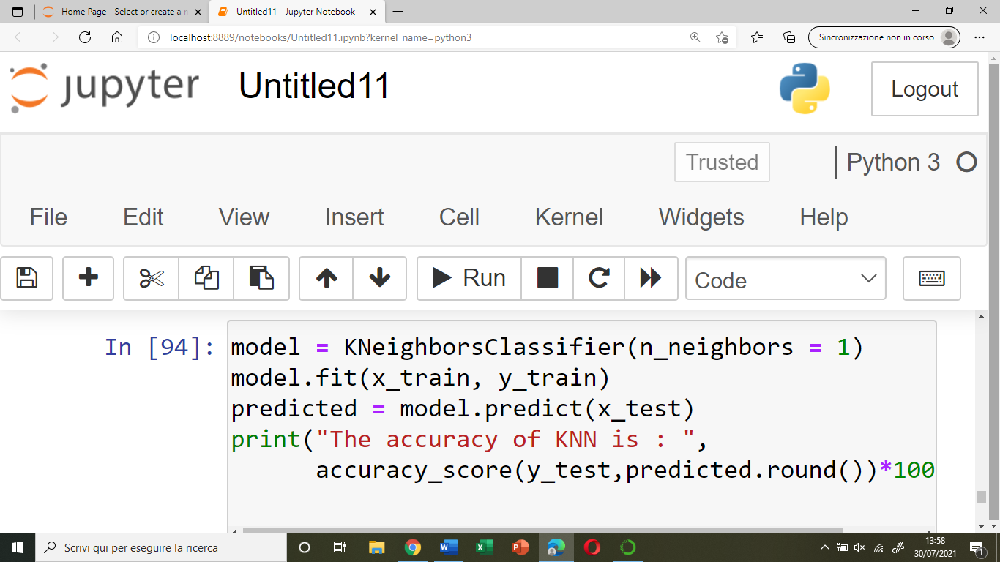 Home Page - Select or create a n
Untitled11 - Jupyter Notebook
localhost:8889/notebooks/Untitled11.ipynb?kernel_name=python3
Sincronizzazione non in corso
jupyter
Untitled11
Logout
Trusted
Python 3
File Edit View Insert Cell Kernel Widgets Help
Run
Code
In [94]:
model = KNeighborsClassifier(n_neighbors = 1)
model.fit(x_train, y_train)
predicted = model.predict(x_test)
print("The accuracy of KNN is : ",
accuracy_score(y_test,predicted.round())*100
Scrivi qui per eseguire la ricerca
13:58
30/07/2021
1